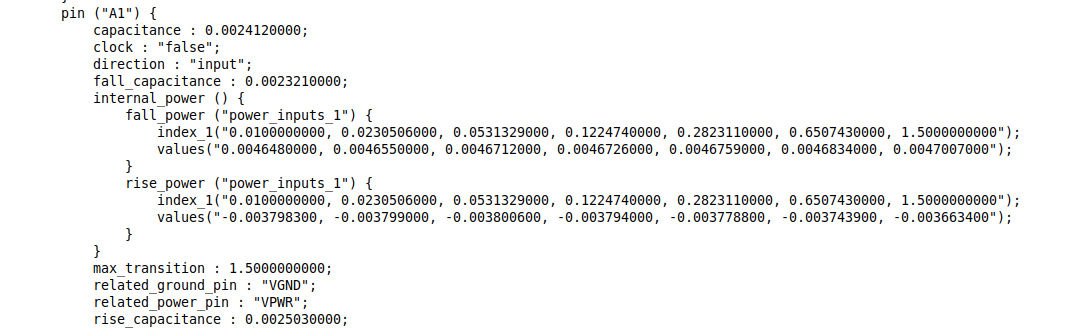 pin ("A1") {
capacitance : 0.0024120000;
clock : "false";
direction : "input";
fall_capacitance : 0.0023210000;
internal_power () {
fall_power ("power_inputs_1") {
index_1("0.0100000000, 0.0230506000, 0.0531329000, 0.1224740000, 0.2823110000, 0.6507430000, 1.5000000000");
values("0.0046480000, 0.0046550000, 0.0046712000, 0.0046726000, 0.0046759000, 0.0046834000, 0.0047007000");
}
rise_power ("power_inputs_1") {
index_1("0.0100000000, 0.0230506000, 0.0531329000, 0.1224740000, 0.2823110000, 0.6507430000, 1.5000000000");
values("-0.003798300, -0.003799000, -0.003800600, -0.003794000, -0.003778800, -0.003743900, -0.003663400");
}
}
max_transition : 1.5000000000;
related_ground_pin : "VGND";
related_power_pin : "VPWR";
rise_capacitance : 0.0025030000;